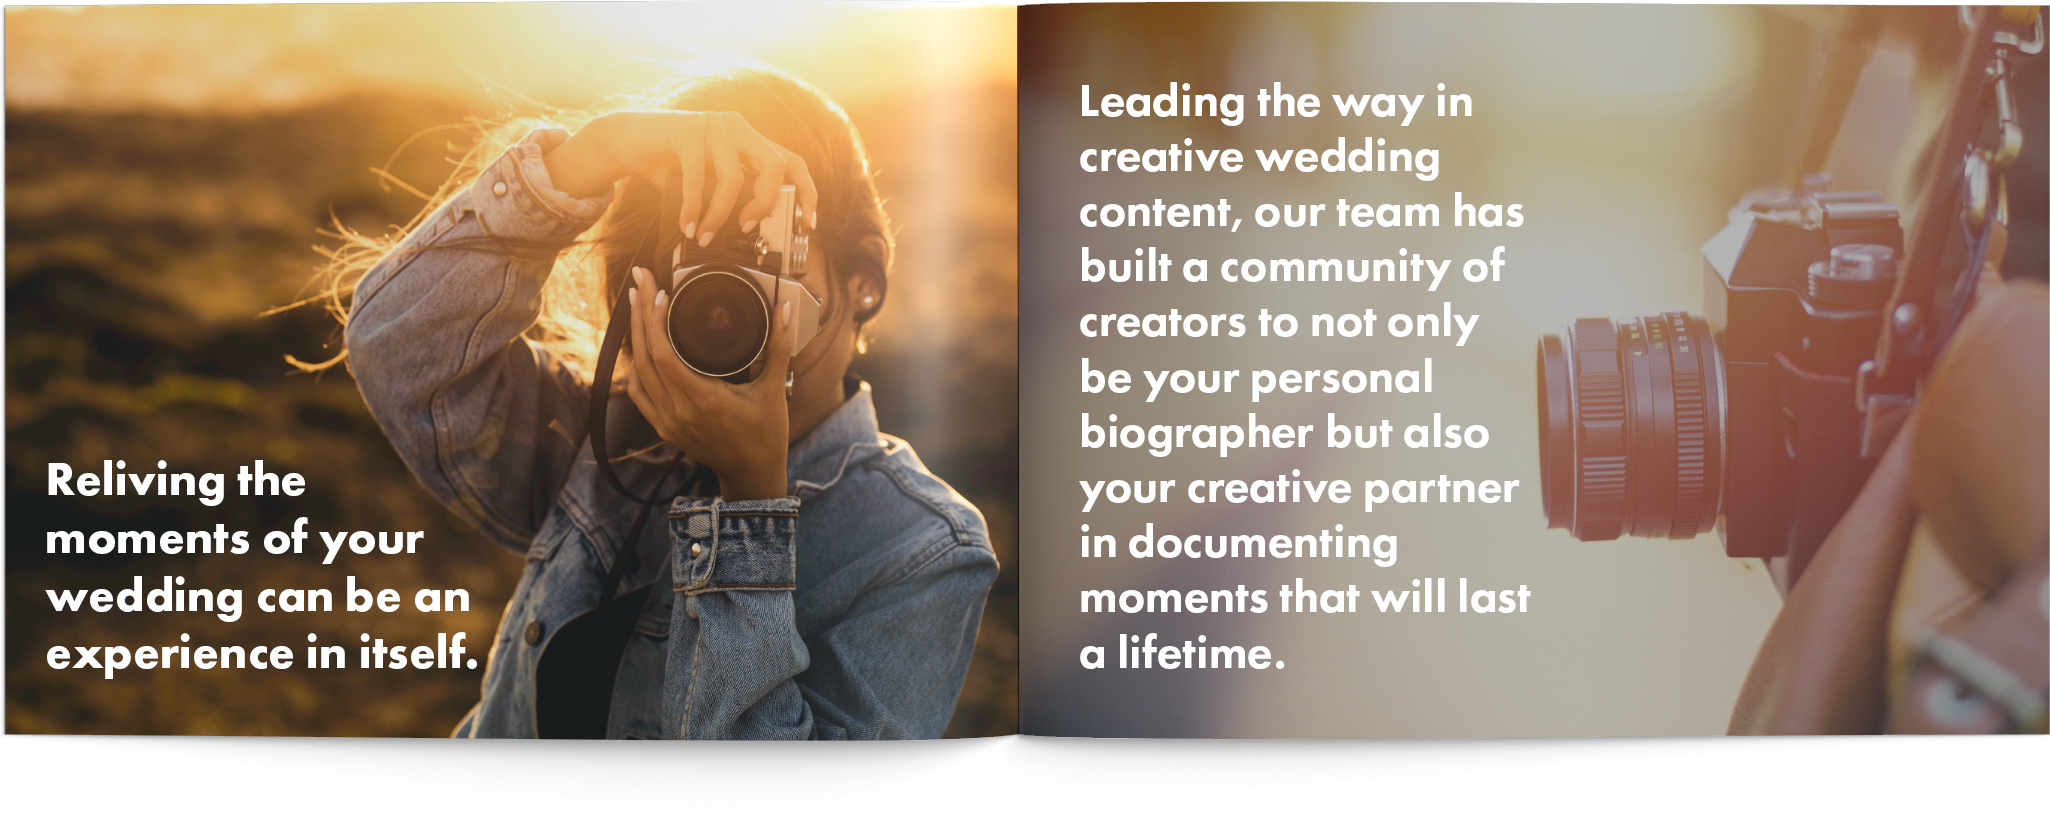 Reliving the
moments of your
wedding can be an
experience in itself.
Leading the way in
creative wedding
content, our team has
built a community of
creators to not only
be your personal
biographer but also
your creative partner
in documenting
moments that will last
a lifetime.